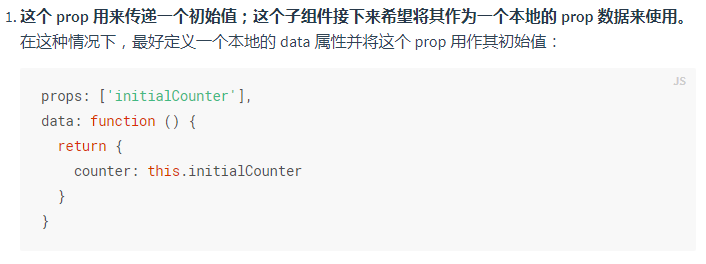 1. 这个 prop 用来传递一个初始值；这个子组件接下来希望将其作为一个本地的 prop 数据来使用。
在这种情况下，最好定义一个本地的 data 属性并将这个 prop 用作其初始值：
JS
props: ['initialCounter'],
data: function () {
  return {
    counter: this.initialCounter
  }
}